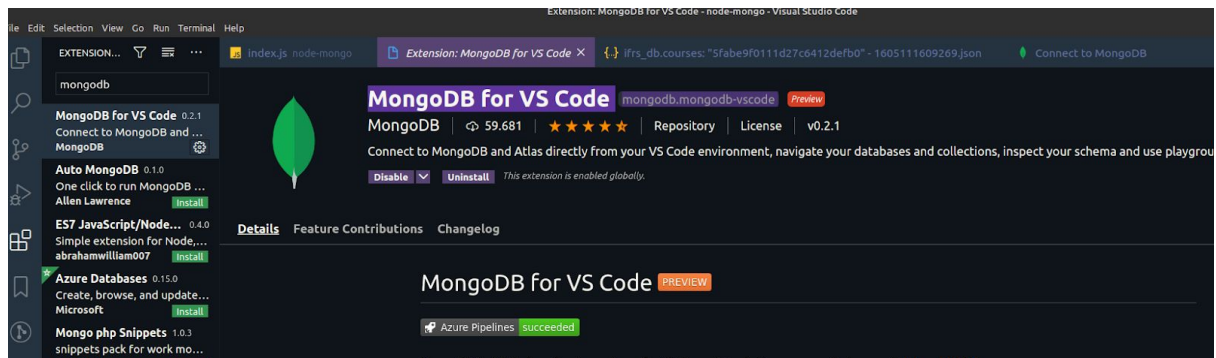 Extension: MongoDB for VS Code - node-mongo - Visual Studio Code
ile Edit Selection View Go Run Terminal Help
EXTENSION... ···
mongodb
MongoDB for VS Code 0.2.1
Connect to MongoDB and ...
MongoDB
Auto MongoDB 0.1.0
One click to run MongoDB ...
Allen Lawrence Install
ES7 JavaScript/Node... 0.4.0
Simple extension for Node,...
abrahamwilliam007 Install
Azure Databases 0.15.0
Create, browse, and update...
Microsoft Install
Mongo php Snippets 1.0.3
snippets pack for work mo...
JS index.js node-mongo Extension: MongoDB for VS Code × {..} ifrs_db.courses: "5fabe9f0111d27c6412defb0" - 1605111609269.json Connect to MongoDB
MongoDB for VS Code mongodb.mongodb-vscode Preview
MongoDB | 59.681 | ★★★★★ | Repository | License | v0.2.1
Connect to MongoDB and Atlas directly from your VS Code environment, navigate your databases and collections, inspect your schema and use playgrou
Disable Uninstall This extension is enabled globally.
Details Feature Contributions Changelog
MongoDB for VS Code PREVIEW
Azure Pipelines succeeded